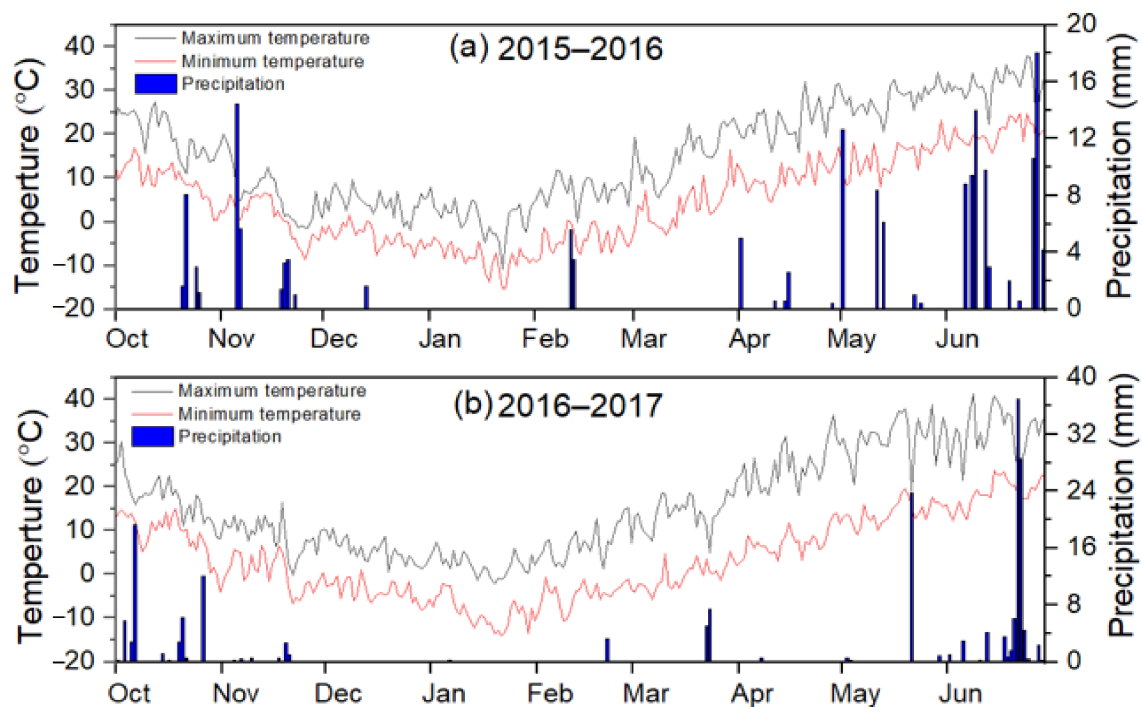 (a) 2015–2016
Maximum temperature
Minimum temperature
Precipitation
Temperture (°C)
40
30
20
10
0
−10
−20
Precipitation (mm)
20
16
12
8
4
0
Oct Nov Dec Jan Feb Mar Apr May Jun
(b) 2016–2017
Maximum temperature
Minimum temperature
Precipitation
Temperture (°C)
40
30
20
10
0
−10
−20
Precipitation (mm)
40
32
24
16
8
0
Oct Nov Dec Jan Feb Mar Apr May Jun